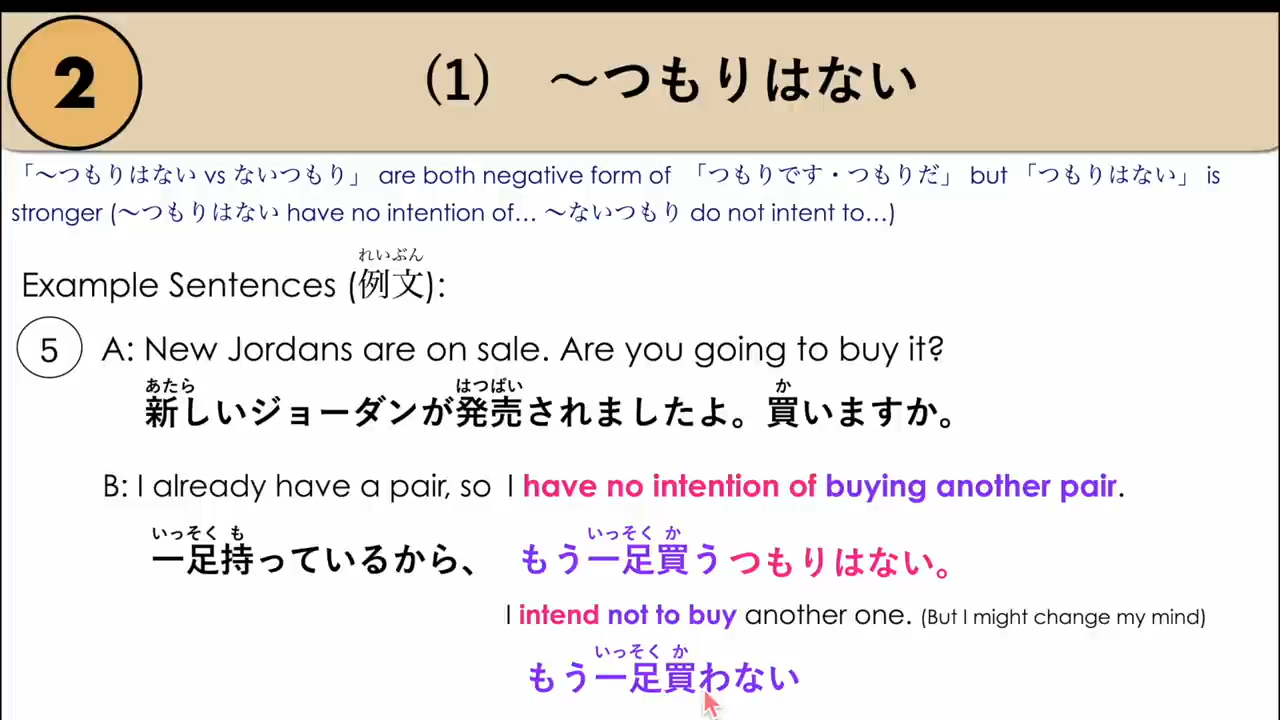 2
(1) ～つもりはない
「～つもりはない vs ないつもり」 are both negative form of 「つもりです・つもりだ」 but 「つもりはない」 is
stronger (～つもりはない have no intention of… ～ないつもり do not intent to…)
れいぶん
Example Sentences (例文):
5 A: New Jordans are on sale. Are you going to buy it?
あたら はつばい か
新しいジョーダンが発売されましたよ。買いますか。
B: I already have a pair, so I have no intention of buying another pair.
いっそく も いっそく か
一足持っているから、 もう一足買うつもりはない。
I intend not to buy another one. (But I might change my mind)
いっそく か
もう一足買わない